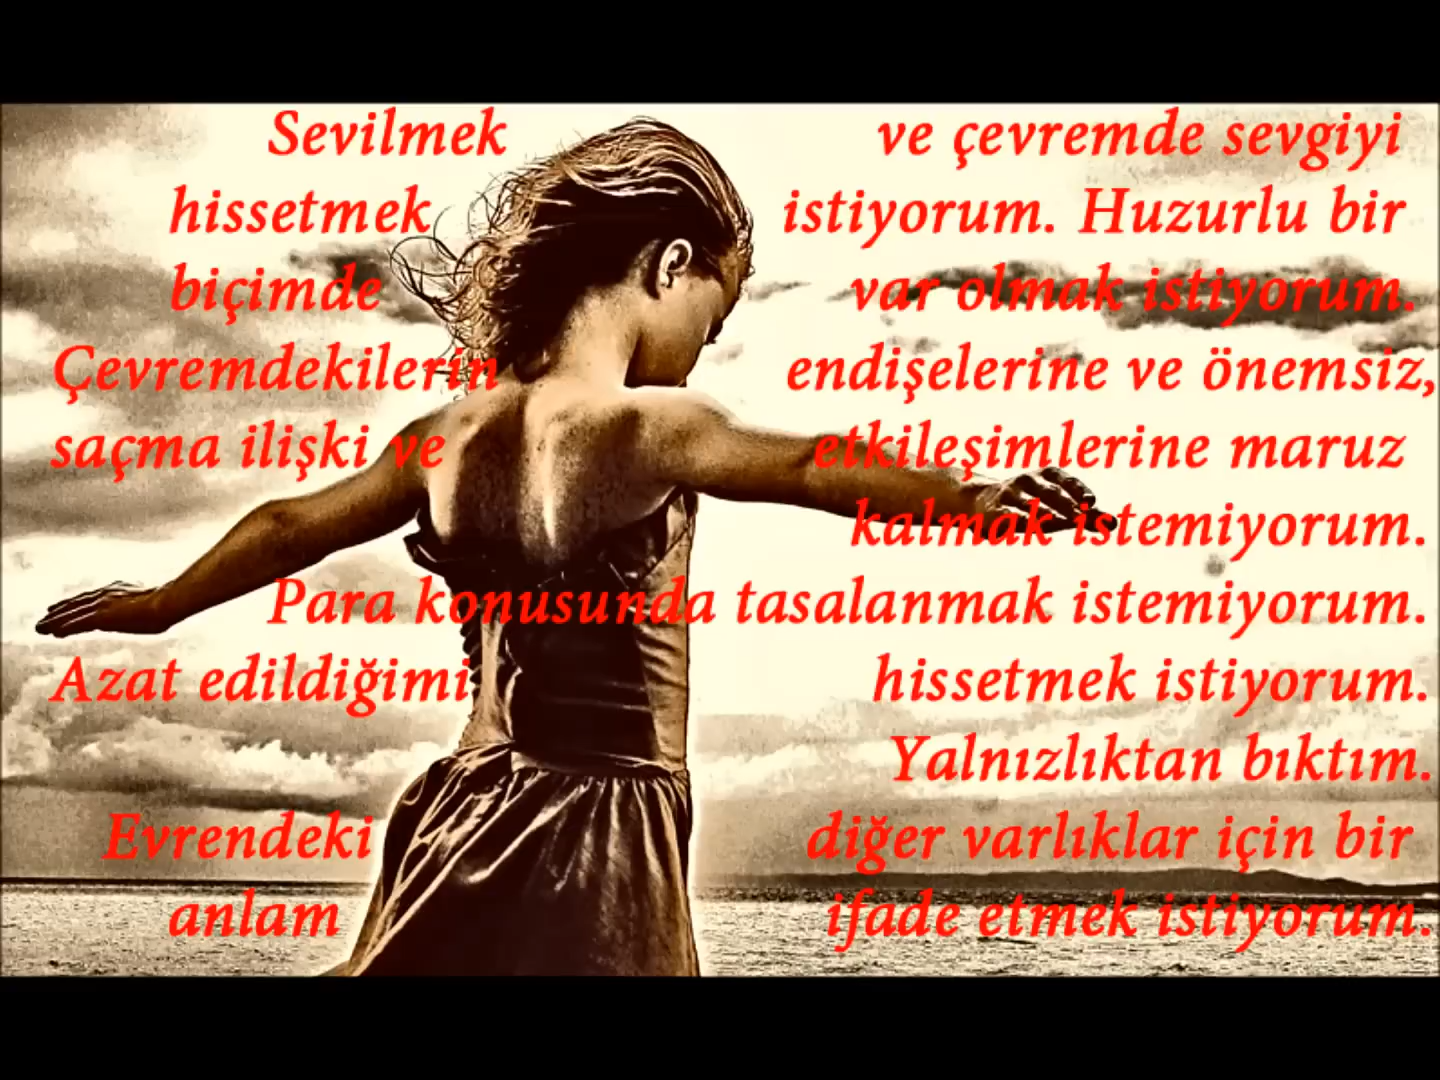 Sevilmek ve çevremde sevgiyi
hissetmek istiyorum. Huzurlu bir
biçimde var olmak istiyorum.
Çevremdekilerin endişelerine ve önemsiz,
saçma ilişki ve etkileşimlerine maruz
kalmak istemiyorum.
Para konusunda tasalanmak istemiyorum.
Azat edildiğimi hissetmek istiyorum.
Yalnızlıktan bıktım.
Evrendeki diğer varlıklar için bir
anlam ifade etmek istiyorum.